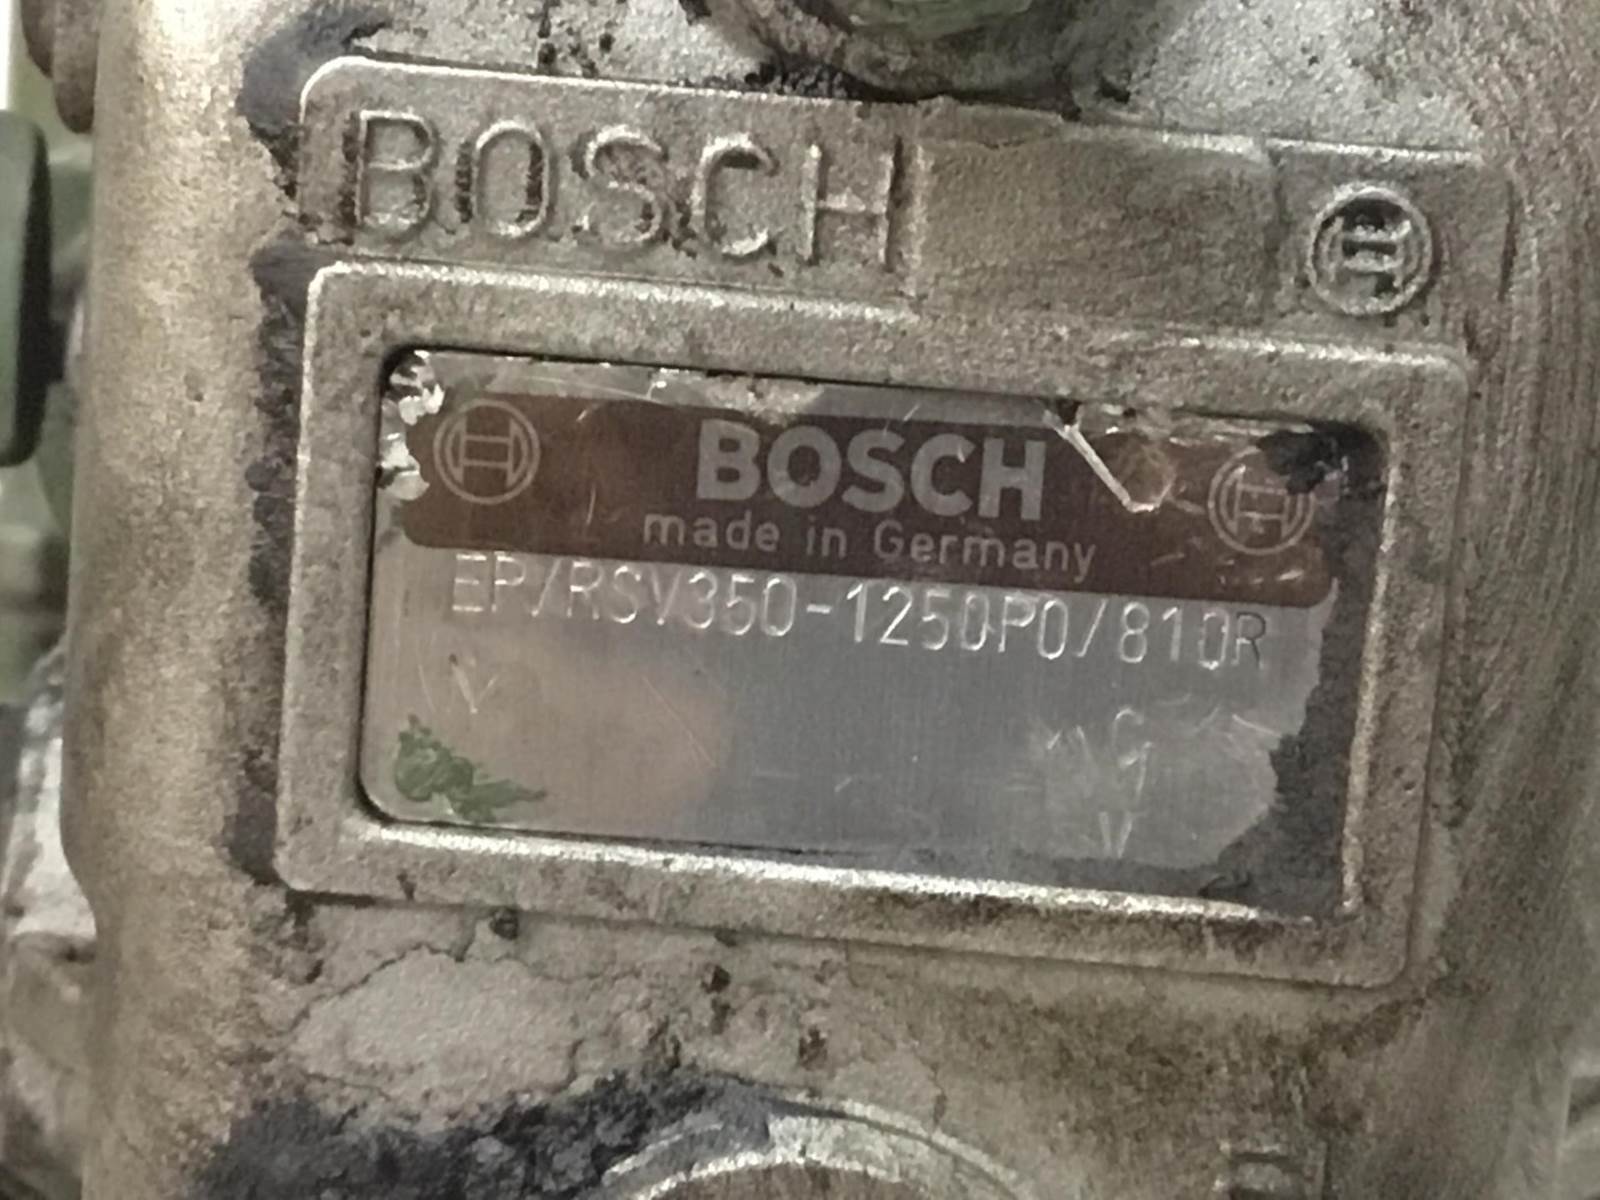 BOSCH
BOSCH
made in Germany
EP/RSV350-1250P0/810R